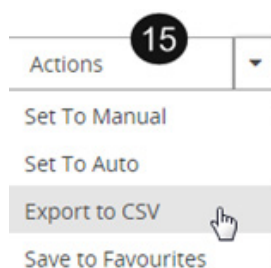 15
Actions
Set To Manual
Set To Auto
Export to CSV
Save to Favourites